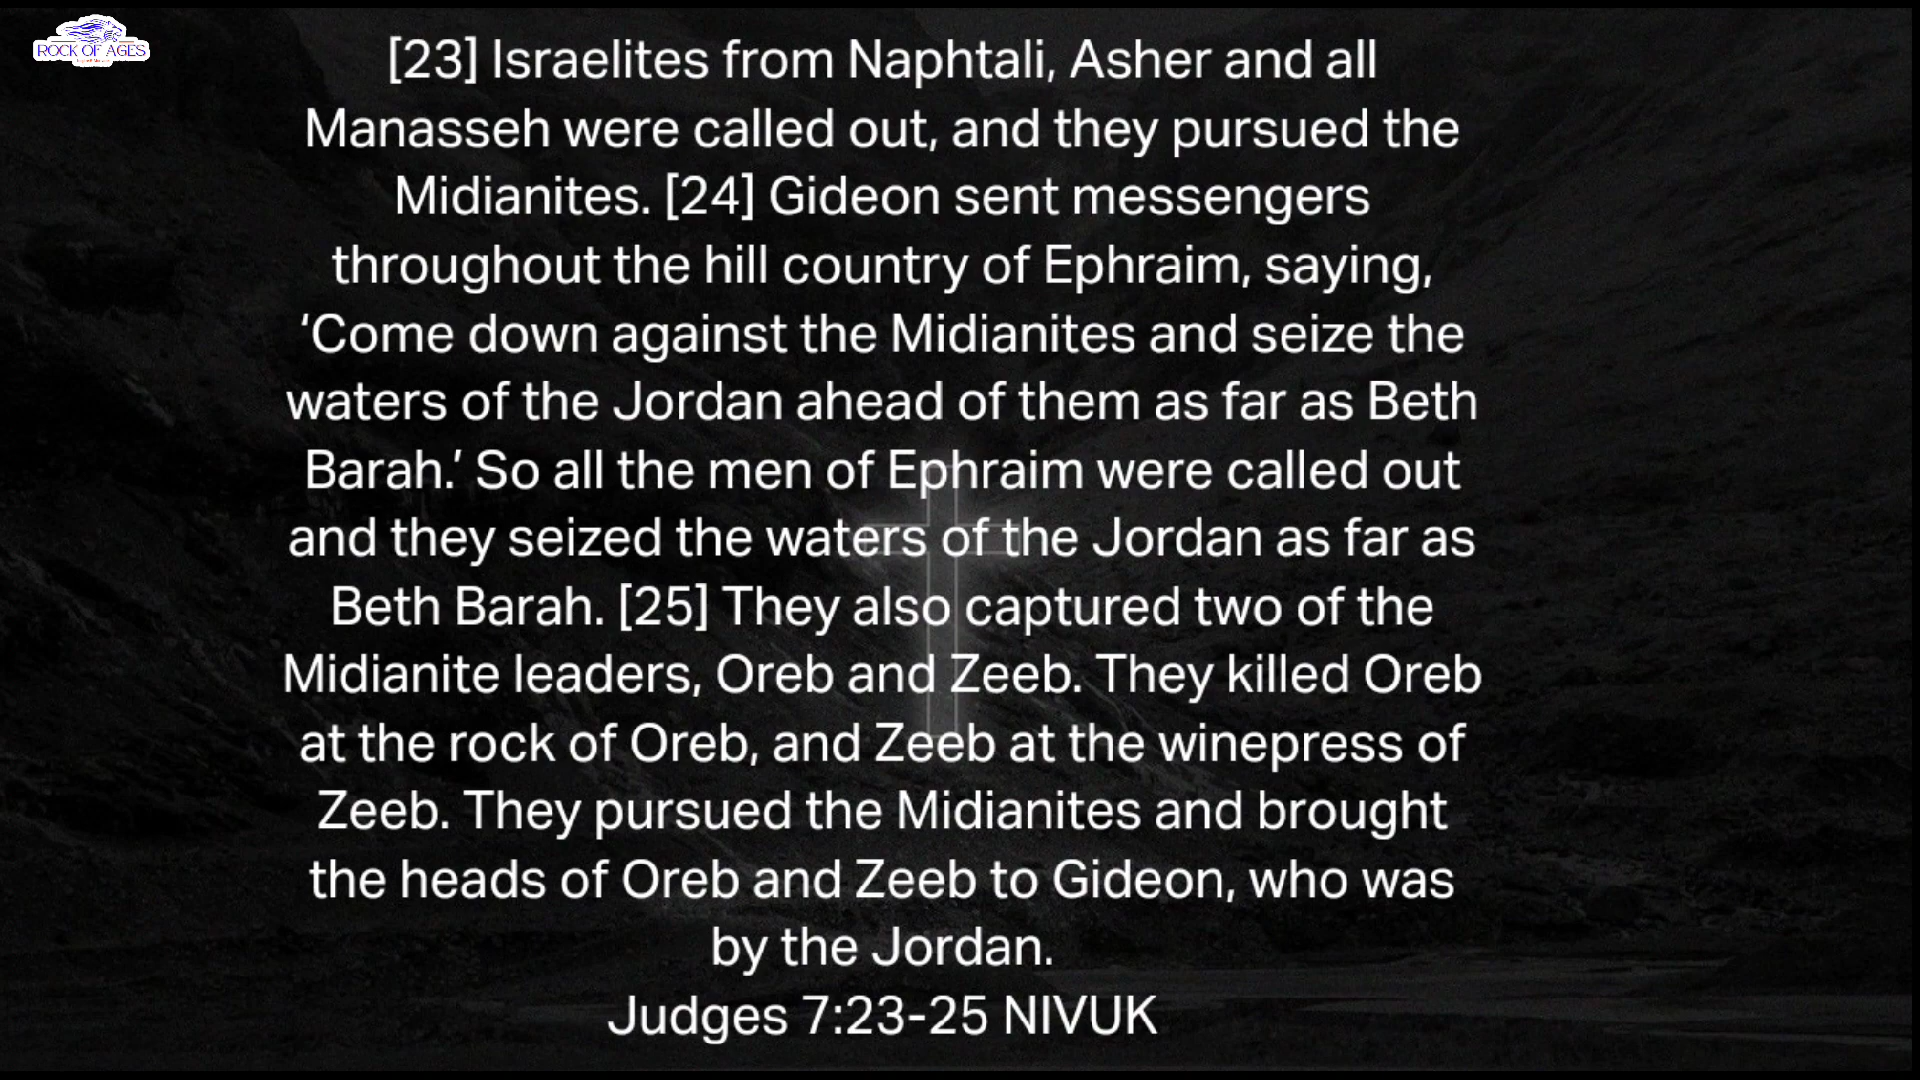 ROCK OF AGES
[23] Israelites from Naphtali, Asher and all
Manasseh were called out, and they pursued the
Midianites. [24] Gideon sent messengers
throughout the hill country of Ephraim, saying,
‘Come down against the Midianites and seize the
waters of the Jordan ahead of them as far as Beth
Barah.’ So all the men of Ephraim were called out
and they seized the waters of the Jordan as far as
Beth Barah. [25] They also captured two of the
Midianite leaders, Oreb and Zeeb. They killed Oreb
at the rock of Oreb, and Zeeb at the winepress of
Zeeb. They pursued the Midianites and brought
the heads of Oreb and Zeeb to Gideon, who was
by the Jordan.
Judges 7:23-25 NIVUK